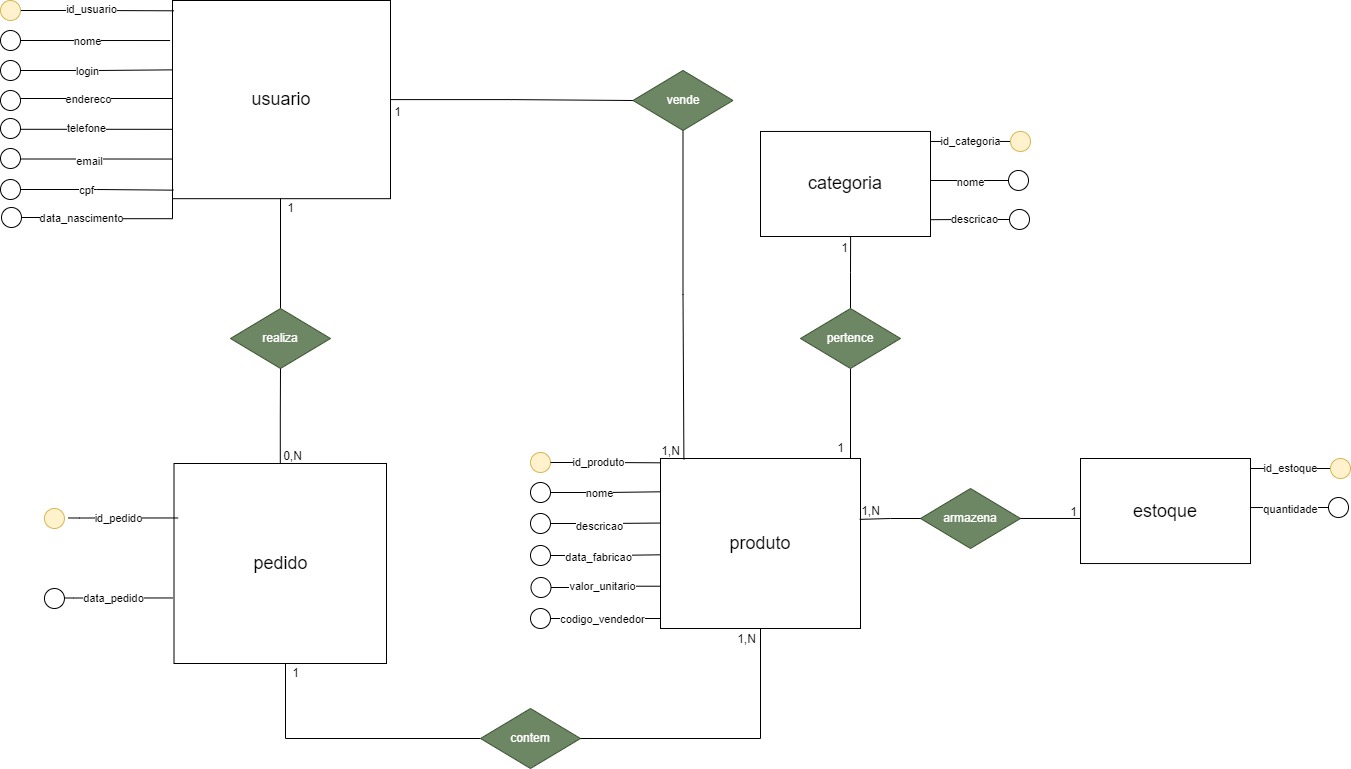 id_usuario
nome
login
endereco
telefone
email
cpf
data_nascimento
usuario
1
vende
1
realiza
0,N
id_categoria
nome
descricao
categoria
1
pertence
1
1,N
id_pedido
data_pedido
pedido
1
id_produto
nome
descricao
data_fabricao
valor_unitario
codigo_vendedor
produto
1,N
armazena
1
id_estoque
quantidade
estoque
1,N
contem